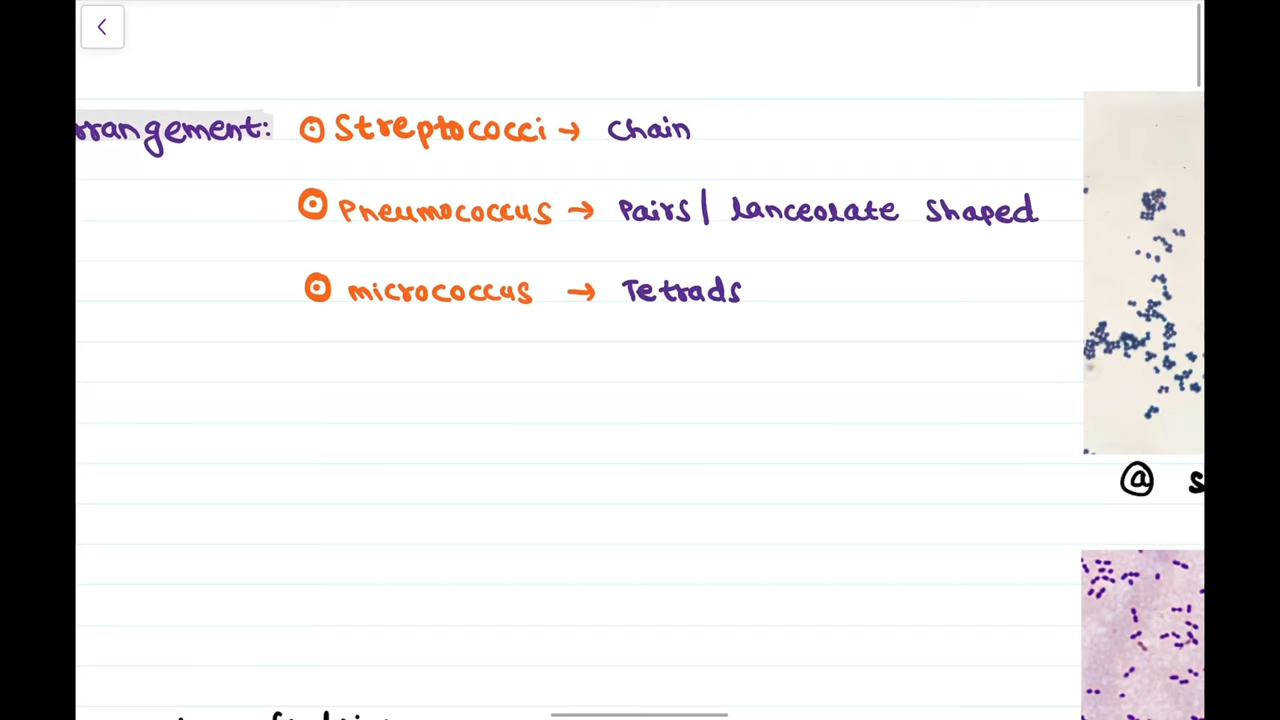 rrangement: ⊙ Streptococci → Chain
⊙ Pneumococcus → Pairs/ lanceolate shaped
⊙ micrococcus → Tetrads
@ s